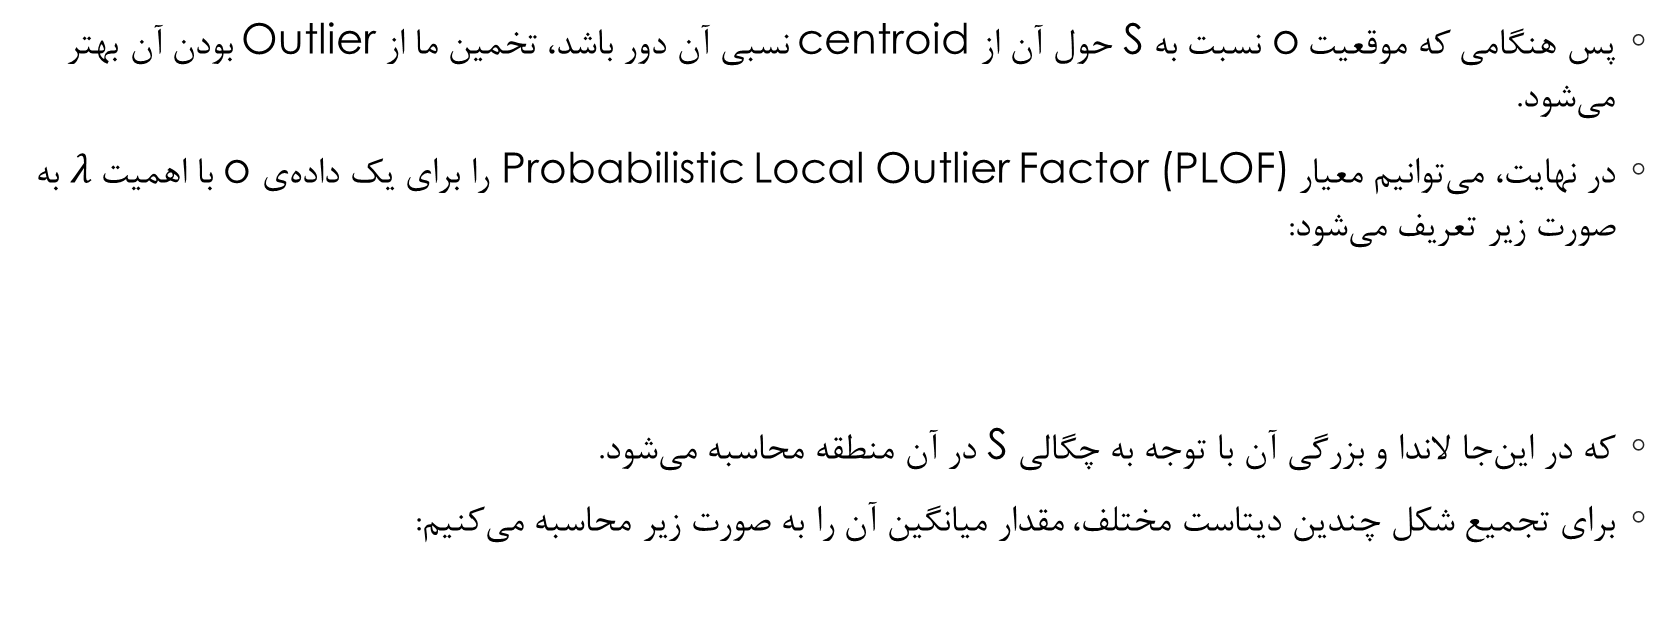 ◦ پس هنگامی که موقعیت o نسبت به S حول آن از centroid نسبی آن دور باشد، تخمین ما از Outlier بودن آن بهتر
می‌شود.
◦ در نهایت، می‌توانیم معیار Probabilistic Local Outlier Factor (PLOF) را برای یک داده‌ی o با اهمیت λ به
صورت زیر تعریف می‌شود:
◦ که در این‌جا لاندا و بزرگی آن با توجه به چگالی S در آن منطقه محاسبه می‌شود.
◦ برای تجمیع شکل چندین دیتاست مختلف، مقدار میانگین آن را به صورت زیر محاسبه می‌کنیم: